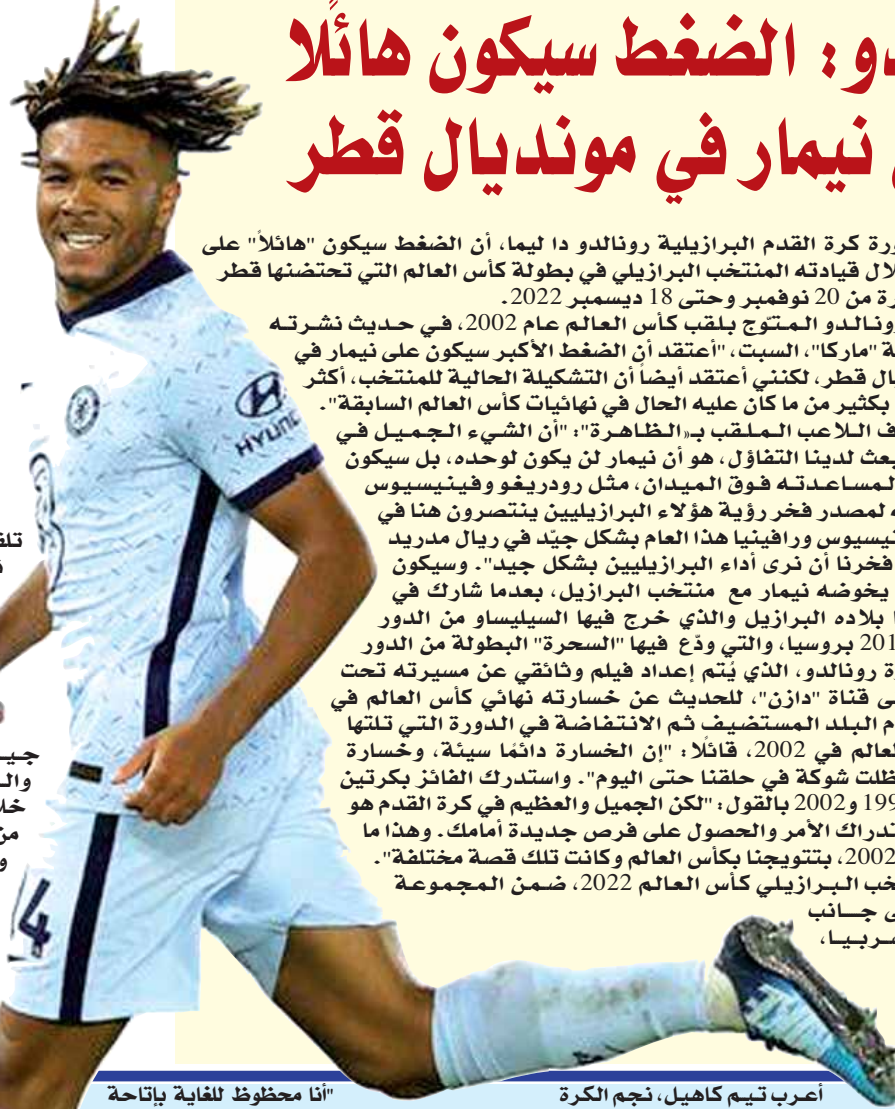 دو: الضغط سيكون هائلًا
نيمار في مونديال قطر
ورة كرة القدم البرازيلية رونالدو دا ليما، أن الضغط سيكون "هائلاً" على
لال قيادته المنتخب البرازيلي في بطولة كأس العالم التي تحتضنها قطر
رة من 20 نوفمبر وحتى 18 ديسمبر 2022.
رونالدو المتوّج بلقب كأس العالم عام 2002، في حديث نشرته
ة "ماركا"، السبت، "أعتقد أن الضغط الأكبر سيكون على نيمار في
ال قطر، لكنني أعتقد أيضاً أن التشكيلة الحالية للمنتخب، أكثر
بكثير من ما كان عليه الحال في نهائيات كأس العالم السابقة".
ف اللاعب الملقب بـ«الظاهرة": "أن الشيء الجميل في
بعث لدينا التفاؤل، هو أن نيمار لن يكون لوحده، بل سيكون
لمساعدته فوق الميدان، مثل رودريغو وفينيسيوس
ه لمصدر فخر رؤية هؤلاء البرازيليين ينتصرون هنا في
نيسيوس ورافينيا هذا العام بشكل جيّد في ريال مدريد
فخرنا أن نرى أداء البرازيليين بشكل جيد". وسيكون
يخوضه نيمار مع منتخب البرازيل، بعدما شارك في
ا بلاده البرازيل والذي خرج فيها السيليساو من الدور
201 بروسيا، والتي ودّع فيها "السحرة" البطولة من الدور
ة رونالدو، الذي يُتم إعداد فيلم وثائقي عن مسيرته تحت
ى قناة "دازن"، للحديث عن خسارته نهائي كأس العالم في
م البلد المستضيف ثم الانتفاضة في الدورة التي تلتها
لعالم في 2002، قائلًا: "إن الخسارة دائمًا سيئة، وخسارة
ظلت شوكة في حلقنا حتى اليوم". واستدرك الفائز بكرتين
199 و2002 بالقول: "لكن الجميل والعظيم في كرة القدم هو
تدراك الأمر والحصول على فرص جديدة أمامك. وهذا ما
2002، بتتويجنا بكأس العالم وكانت تلك قصة مختلفة".
خب البرازيلي كأس العالم 2022، ضمن المجموعة
ى جانب
سربيا،
HYUND
تلف
جيـ
والـ
خلا
من
و
4
أعرب تيم كاهيل، نجم الكرة
"أنا محظوظ للغاية بإتاحة